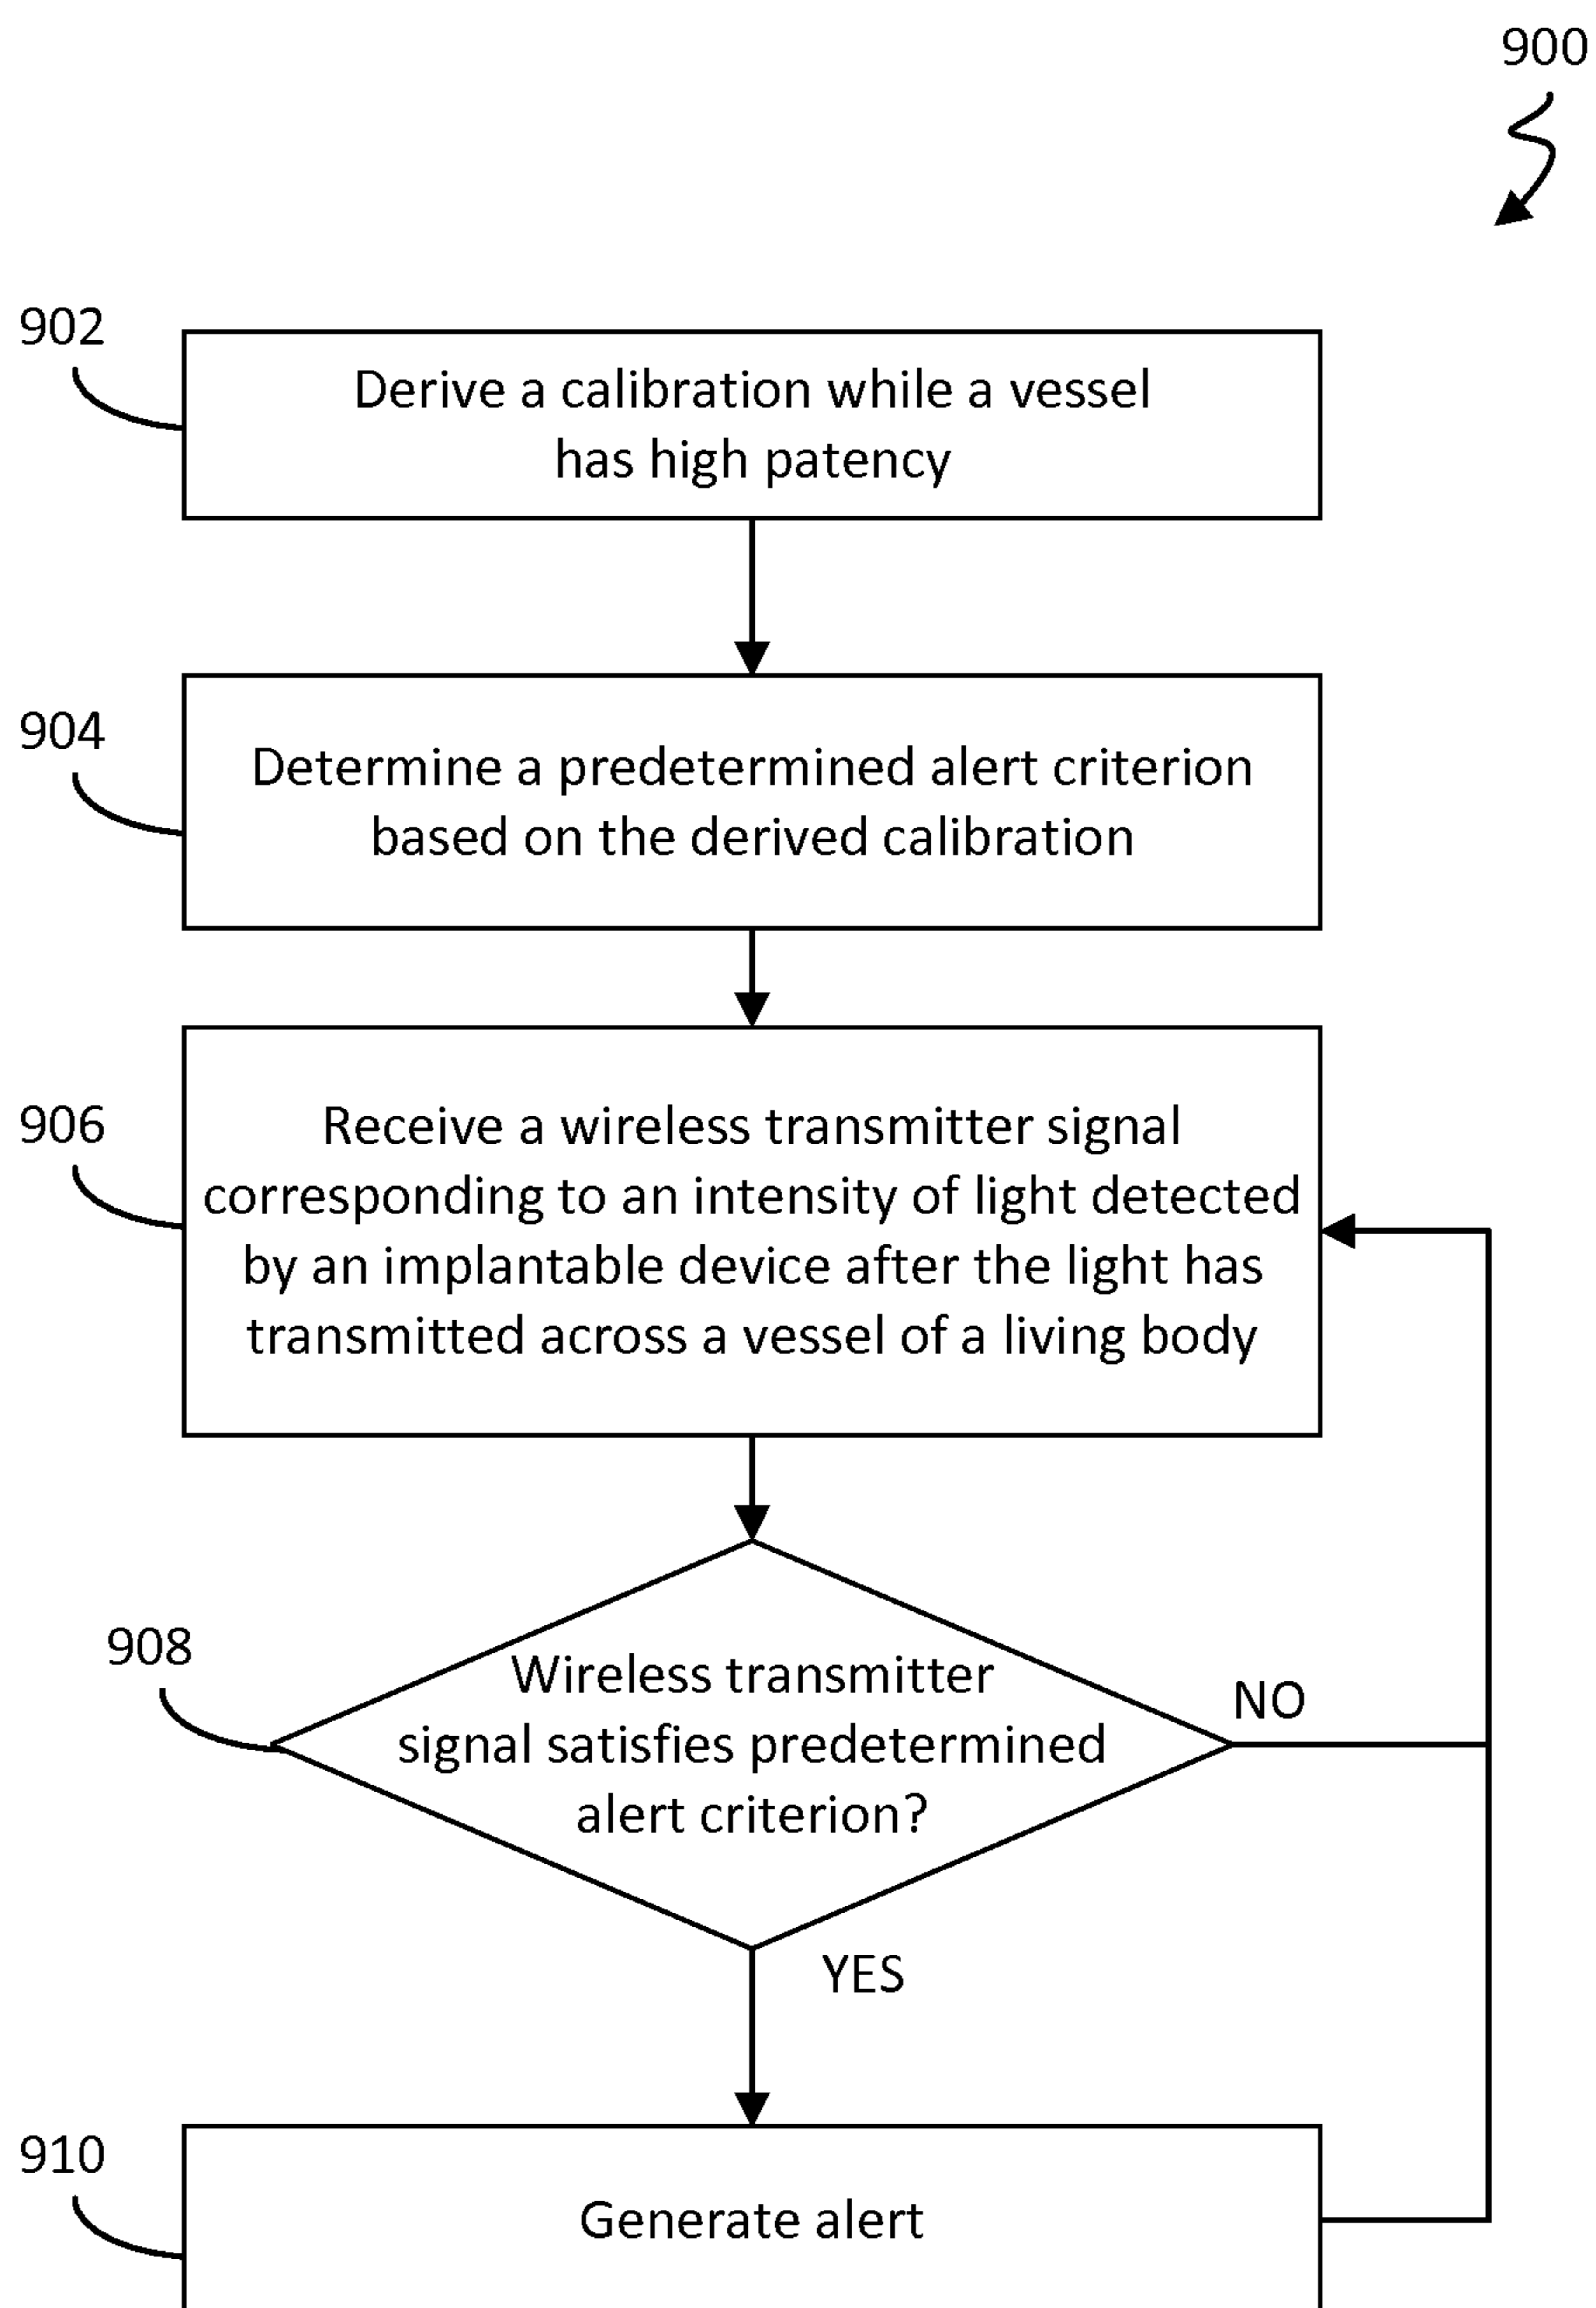 900
902
Derive a calibration while a vessel
has high patency
904
Determine a predetermined alert criterion
based on the derived calibration
906
Receive a wireless transmitter signal
corresponding to an intensity of light detected
by an implantable device after the light has
transmitted across a vessel of a living body
908
Wireless transmitter
signal satisfies predetermined
alert criterion?
NO
YES
910
Generate alert